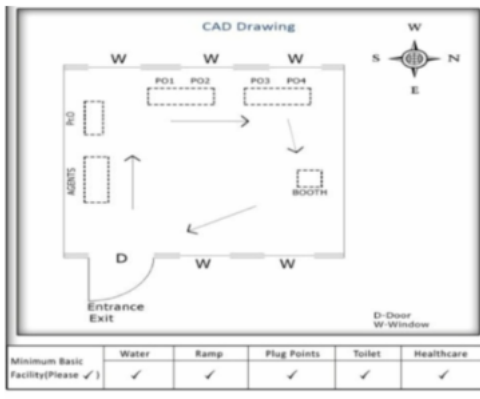 CAD Drawing
W
S N
E
W W W
PO1 PO2 PO3 PO4
PrO
AGENTS
BOOTH
D W W
Entrance
Exit
D-Door
W-Window
Minimum Basic
Facility(Please ✓)
Water Ramp Plug Points Toilet Healthcare
✓ ✓ ✓ ✓ ✓